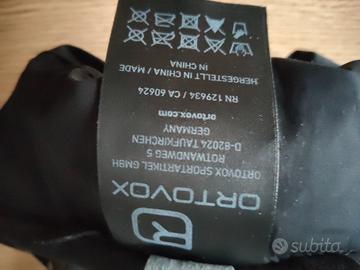 ORTOVOX
ORTOVOX SPORTARTIKEL GMBH
ROTWANDWEG 5
D-82024 TAUFKIRCHEN
GERMANY
ortovox.com
RN 129634 / CA 60624
HERGESTELLT IN CHINA / MADE
IN CHINA
subito